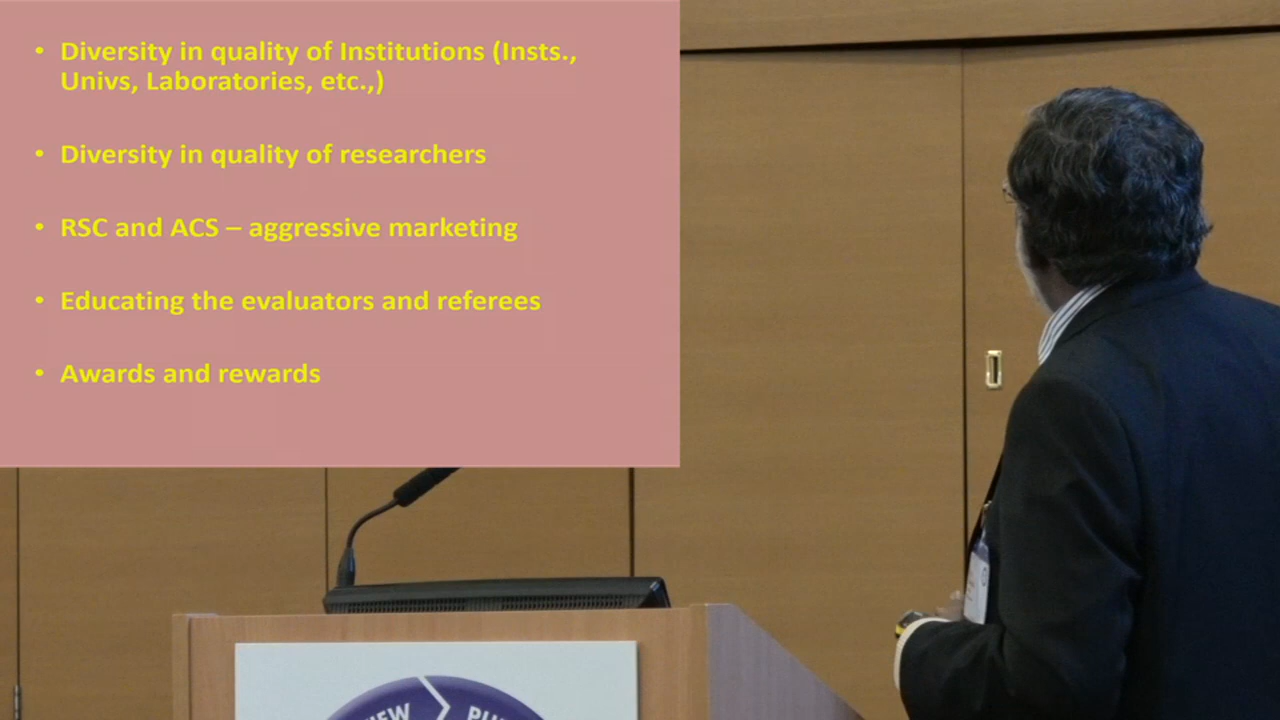 • Diversity in quality of Institutions (Insts.,
Univs, Laboratories, etc.,)
• Diversity in quality of researchers
• RSC and ACS – aggressive marketing
• Educating the evaluators and referees
• Awards and rewards